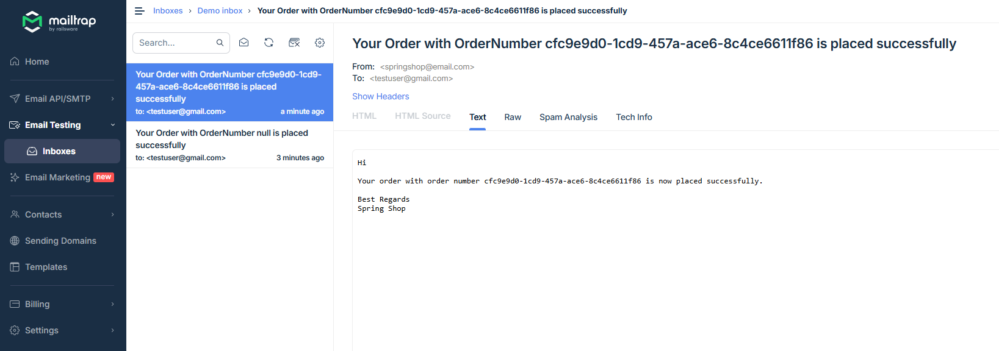 mailtrap
by railsware
Home
Email API/SMTP
Email Testing
Inboxes
Email Marketing new
Contacts
Sending Domains
Templates
Billing
Settings
Inboxes › Demo inbox › Your Order with OrderNumber cfc9e9d0-1cd9-457a-ace6-8c4ce6611f86 is placed successfully
Search...
Your Order with OrderNumber cfc9e9d0-1cd9-
457a-ace6-8c4ce6611f86 is placed
successfully
to: <testuser@gmail.com> a minute ago
Your Order with OrderNumber null is placed
successfully
to: <testuser@gmail.com> 3 minutes ago
Your Order with OrderNumber cfc9e9d0-1cd9-457a-ace6-8c4ce6611f86 is placed successfully
From: <springshop@email.com>
To: <testuser@gmail.com>
Show Headers
HTML HTML Source Text Raw Spam Analysis Tech Info
Hi
Your order with order number cfc9e9d0-1cd9-457a-ace6-8c4ce6611f86 is now placed successfully.
Best Regards
Spring Shop